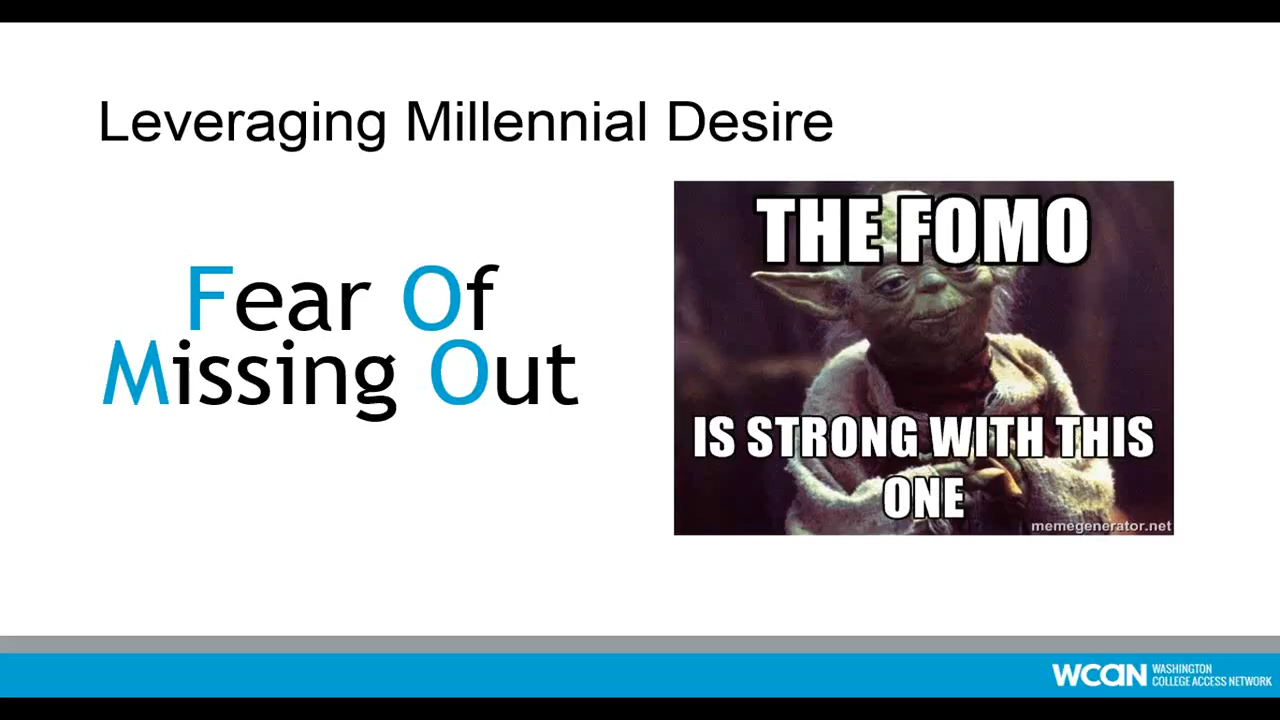 Leveraging Millennial Desire
Fear Of
Missing Out
THE FOMO
IS STRONG WITH THIS
ONE
memegenerator.net
WCAN WASHINGTON
COLLEGE ACCESS NETWORK